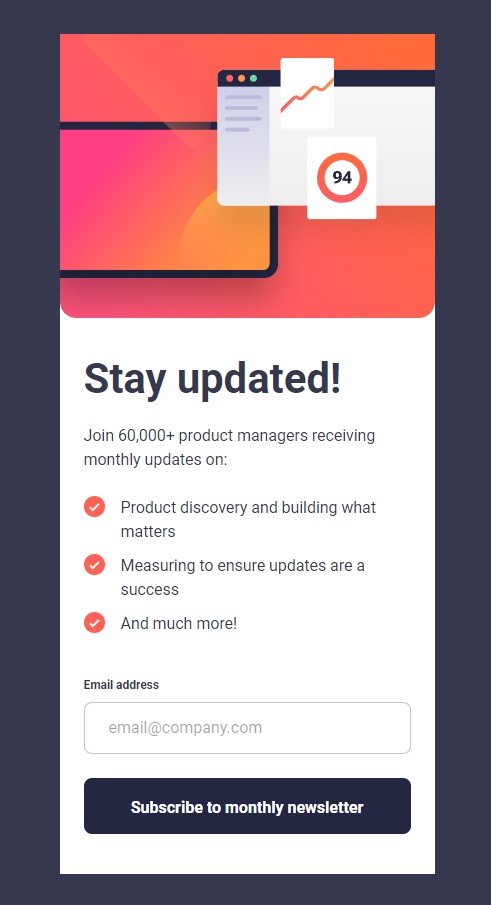 94
Stay updated!
Join 60,000+ product managers receiving
monthly updates on:
Product discovery and building what
matters
Measuring to ensure updates are a
success
And much more!
Email address
email@company.com
Subscribe to monthly newsletter